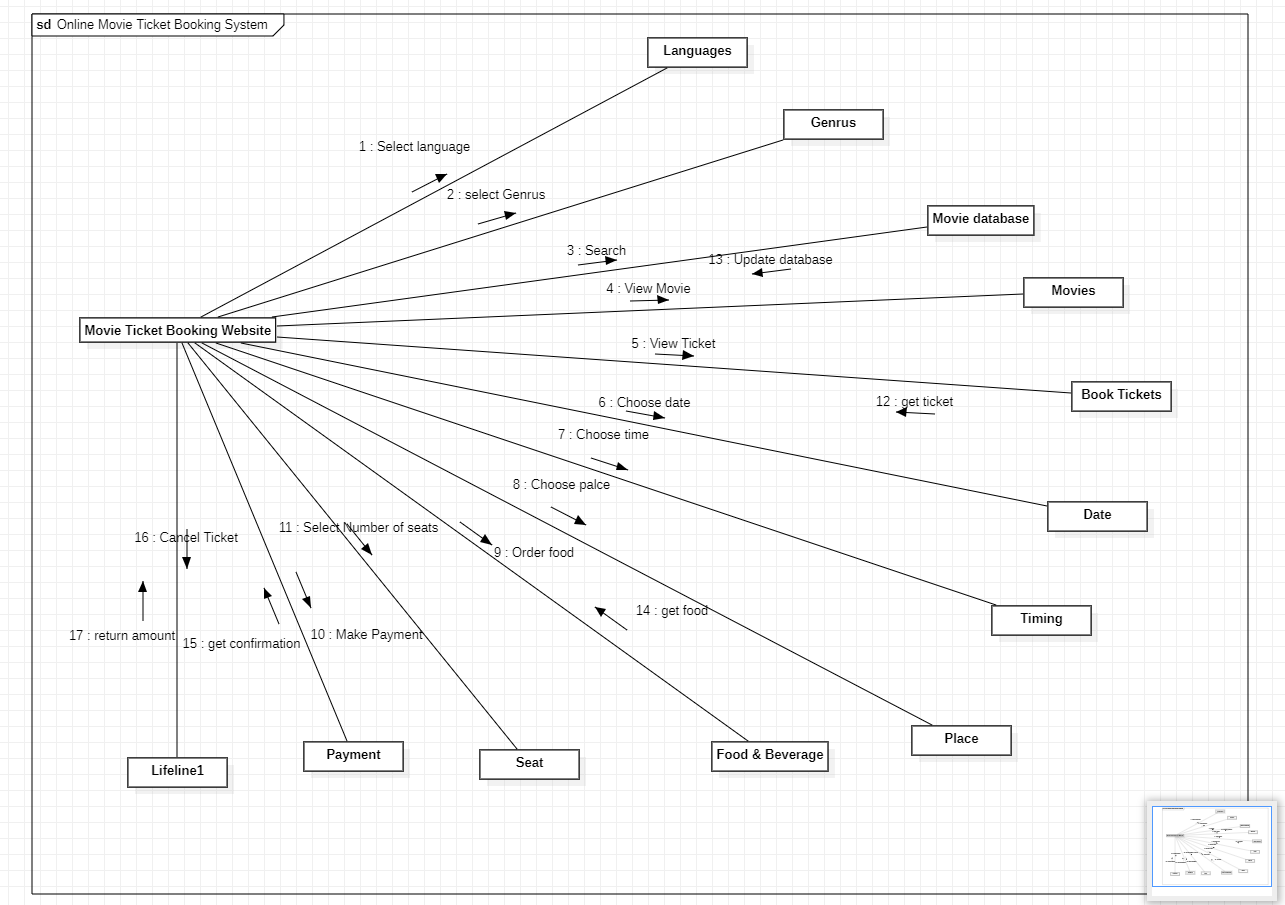 sd Online Movie Ticket Booking System
Languages
Genrus
1 : Select language
2 : select Genrus
Movie database
3 : Search
13 : Update database
4 : View Movie
Movies
Movie Ticket Booking Website
5 : View Ticket
Book Tickets
6 : Choose date
12 : get ticket
7 : Choose time
8 : Choose palce
Date
11 : Select Number of seats
16 : Cancel Ticket
9 : Order food
14 : get food
Timing
17 : return amount
15 : get confirmation
10 : Make Payment
Place
Payment
Food & Beverage
Seat
Lifeline1